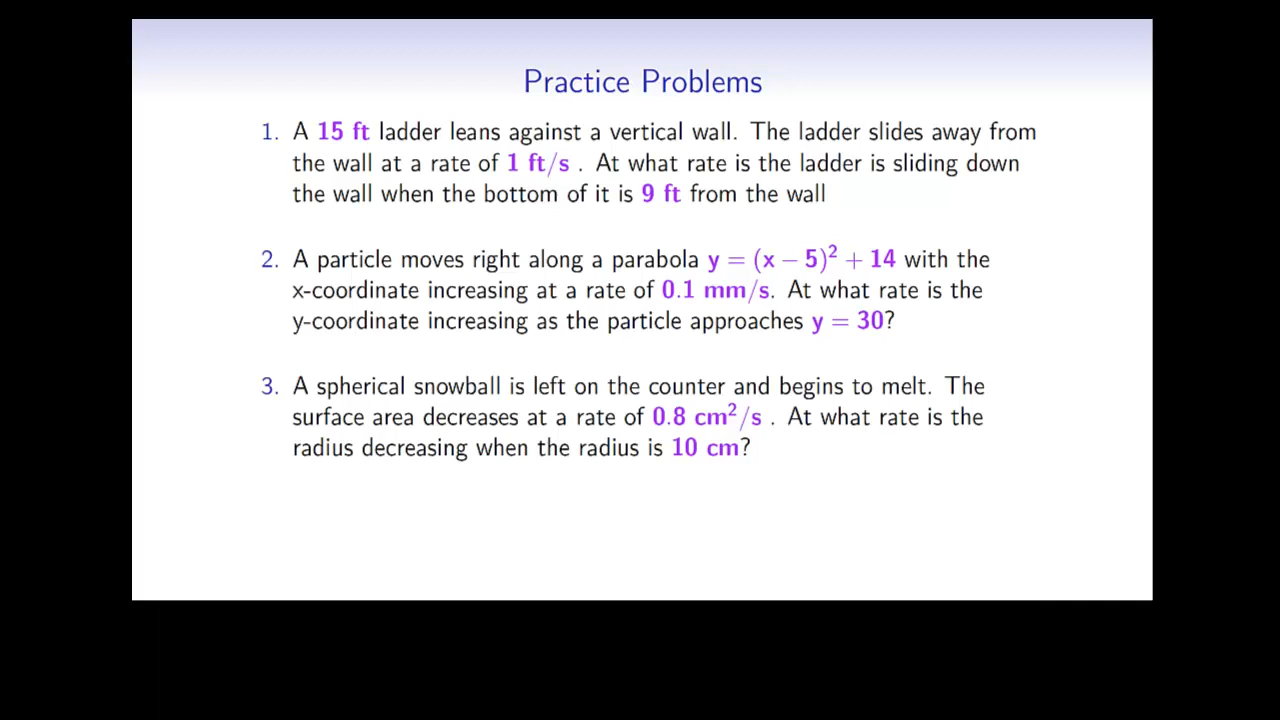 Practice Problems
1. A 15 ft ladder leans against a vertical wall. The ladder slides away from
the wall at a rate of 1 ft/s . At what rate is the ladder is sliding down
the wall when the bottom of it is 9 ft from the wall
2. A particle moves right along a parabola y = (x − 5)² + 14 with the
x-coordinate increasing at a rate of 0.1 mm/s. At what rate is the
y-coordinate increasing as the particle approaches y = 30?
3. A spherical snowball is left on the counter and begins to melt. The
surface area decreases at a rate of 0.8 cm²/s . At what rate is the
radius decreasing when the radius is 10 cm?